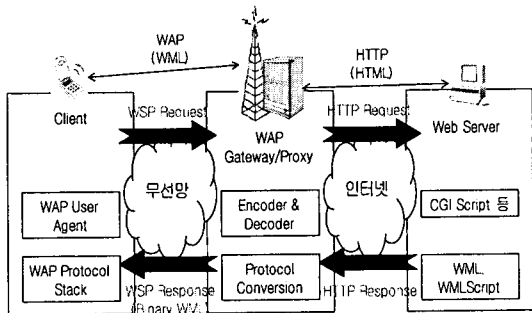 WAP
(WML)
HTTP
(HTML)
Client
WSP Request
WAP
Gateway/Proxy
HTTP Request
Web Server
무선망
인터넷
WAP User
Agent
Encoder &
Decoder
CGI Script 등
WAP Protocol
Stack
WSP Response
(Binary WML)
Protocol
Conversion
HTTP Response
WML,
WMLScript